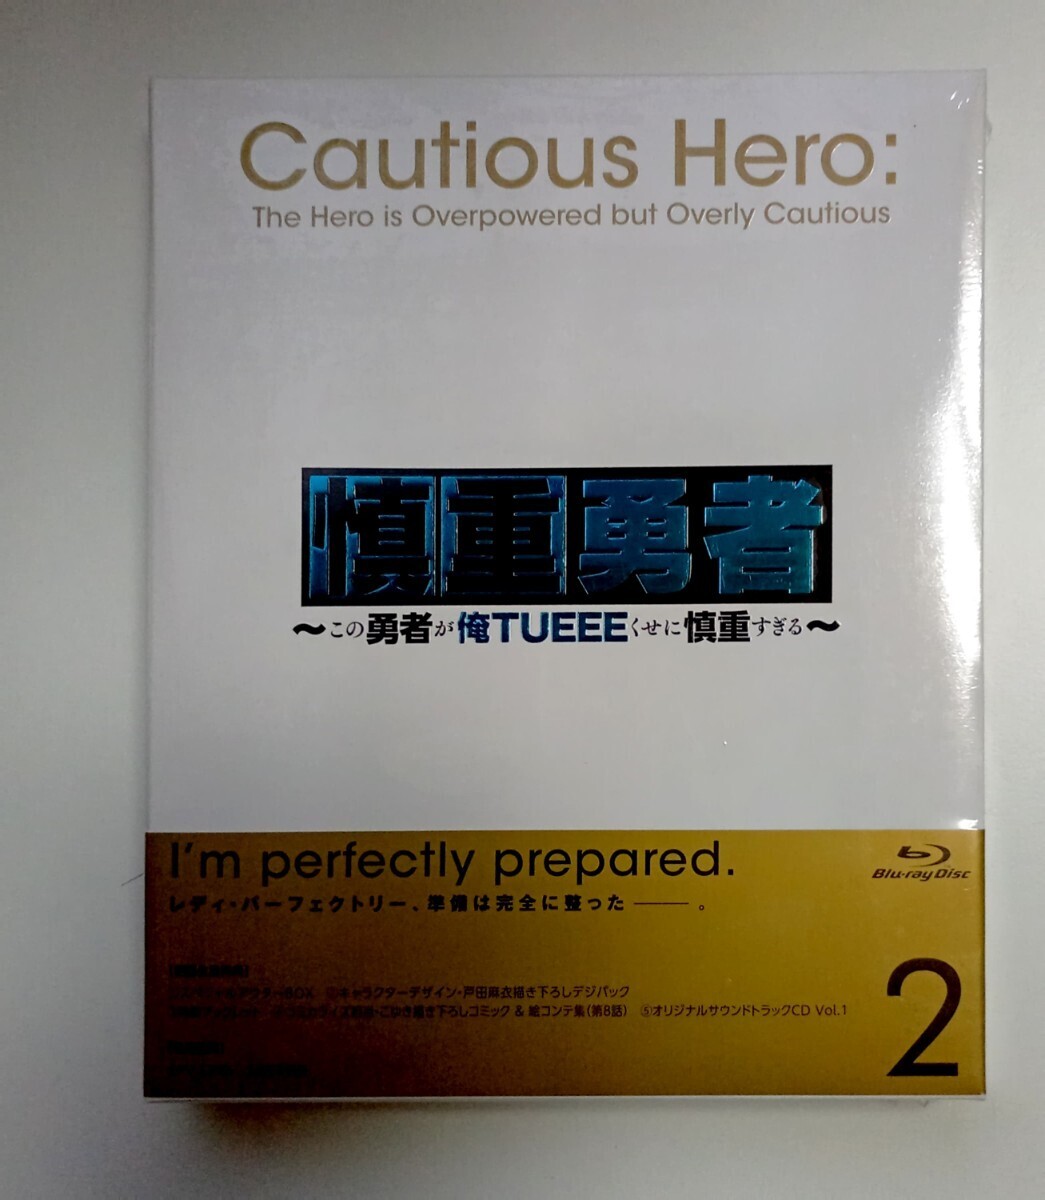 Cautious Hero:
The Hero is Overpowered but Overly Cautious
慎重勇者
〜この勇者が俺TUEEEくせに慎重すぎる〜
I'm perfectly prepared.
Blu-ray Disc
レディ・パーフェクトリー、準備は完全に整った――。
BOX ②キャラクターデザイン・戸田麻衣描き下ろしデジパック
こゆき描き下ろしコミック & 絵コンテ集(第8話) ⑤オリジナルサウンドトラックCD Vol.1
2